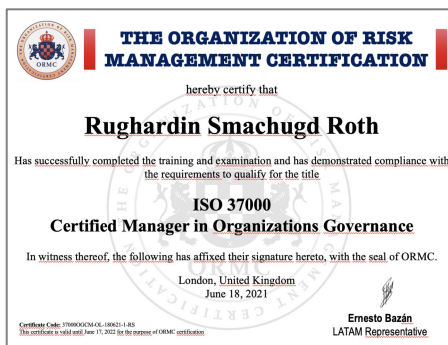 THE ORGANIZATION OF RISK
MANAGEMENT CERTIFICATION
ORMC
hereby certify that
Rughardin Smachugd Roth
Has successfully completed the training and examination and has demonstrated compliance with
the requirements to qualify for the title
ISO 37000
Certified Manager in Organizations Governance
In witness thereof, the following has affixed their signature hereto, with the seal of ORMC.
London, United Kingdom
June 18, 2021
Ernesto Bazán
LATAM Representative
Certificate Code: 37000OGCM-OL-180621-1-RS
This certificate is valid until June 17, 2022 for the purpose of ORMC certification